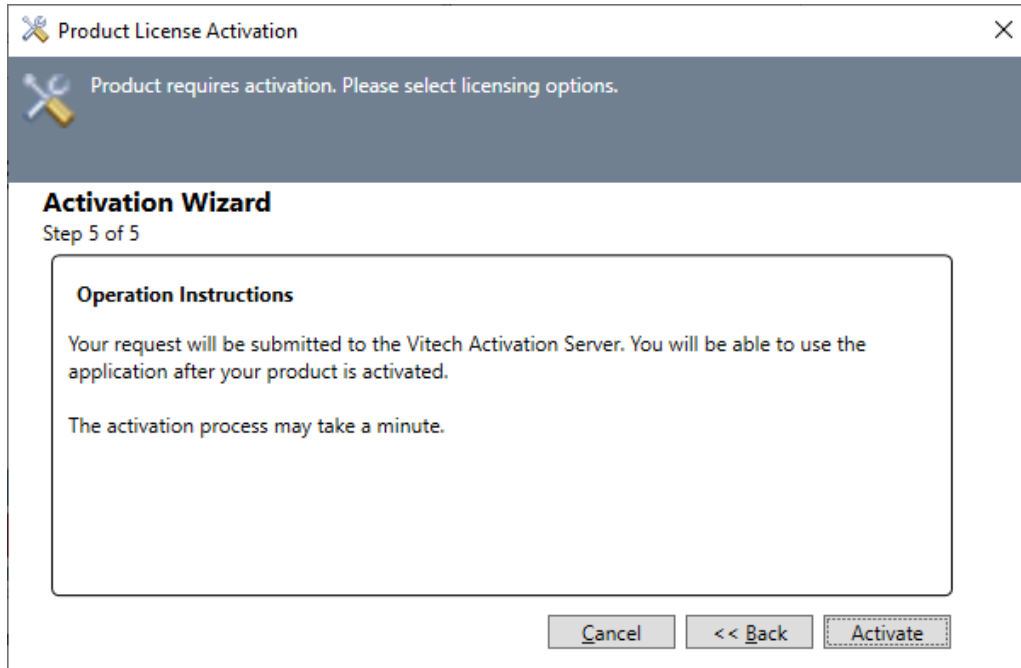 Product License Activation
Product requires activation. Please select licensing options.
Activation Wizard
Step 5 of 5
Operation Instructions
Your request will be submitted to the Vitech Activation Server. You will be able to use the
application after your product is activated.
The activation process may take a minute.
Cancel
<< Back
Activate